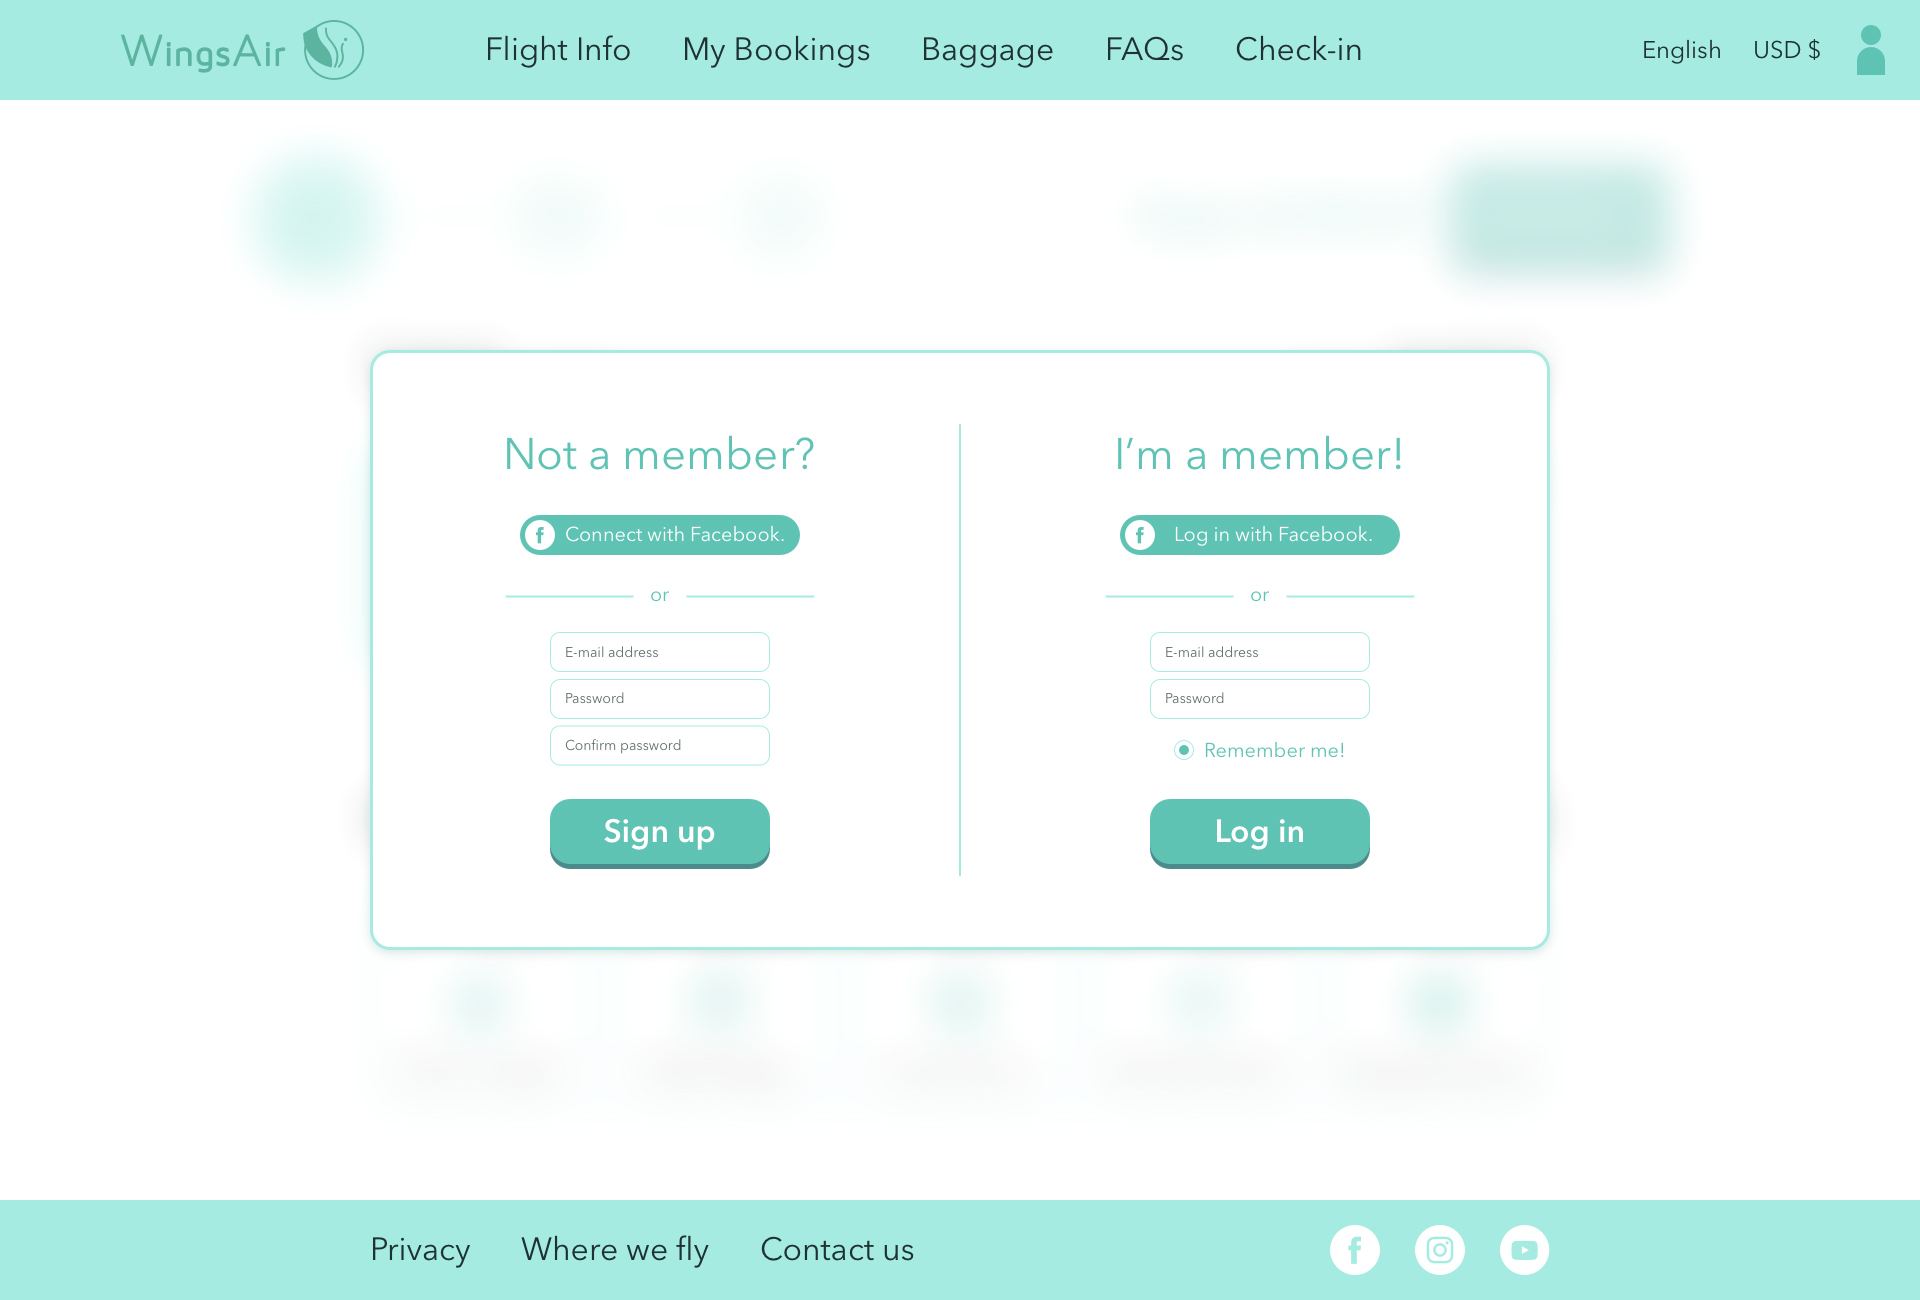 WingsAir
Flight Info
My Bookings
Baggage
FAQs
Check-in
English
USD $
Not a member?
Connect with Facebook.
or
E-mail address
Password
Confirm password
Sign up
I’m a member!
Log in with Facebook.
or
E-mail address
Password
Remember me!
Log in
Privacy
Where we fly
Contact us